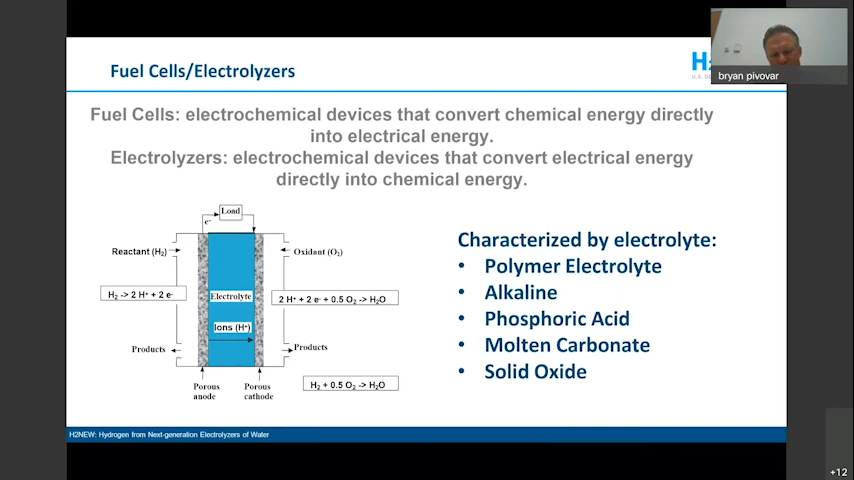 Fuel Cells/Electrolyzers
bryan pivovar
Fuel Cells: electrochemical devices that convert chemical energy directly
into electrical energy.
Electrolyzers: electrochemical devices that convert electrical energy
directly into chemical energy.
Load
e-
Reactant (H₂)
Oxidant (O₂)
H₂ -> 2 H⁺ + 2 e-
Electrolyte
2 H⁺ + 2 e- + 0.5 O₂ -> H₂O
Ions (H⁺)
Products
Products
Porous
anode
Porous
cathode
H₂ + 0.5 O₂ -> H₂O
Characterized by electrolyte:
• Polymer Electrolyte
• Alkaline
• Phosphoric Acid
• Molten Carbonate
• Solid Oxide
H2NEW: Hydrogen from Next-generation Electrolyzers of Water
+12